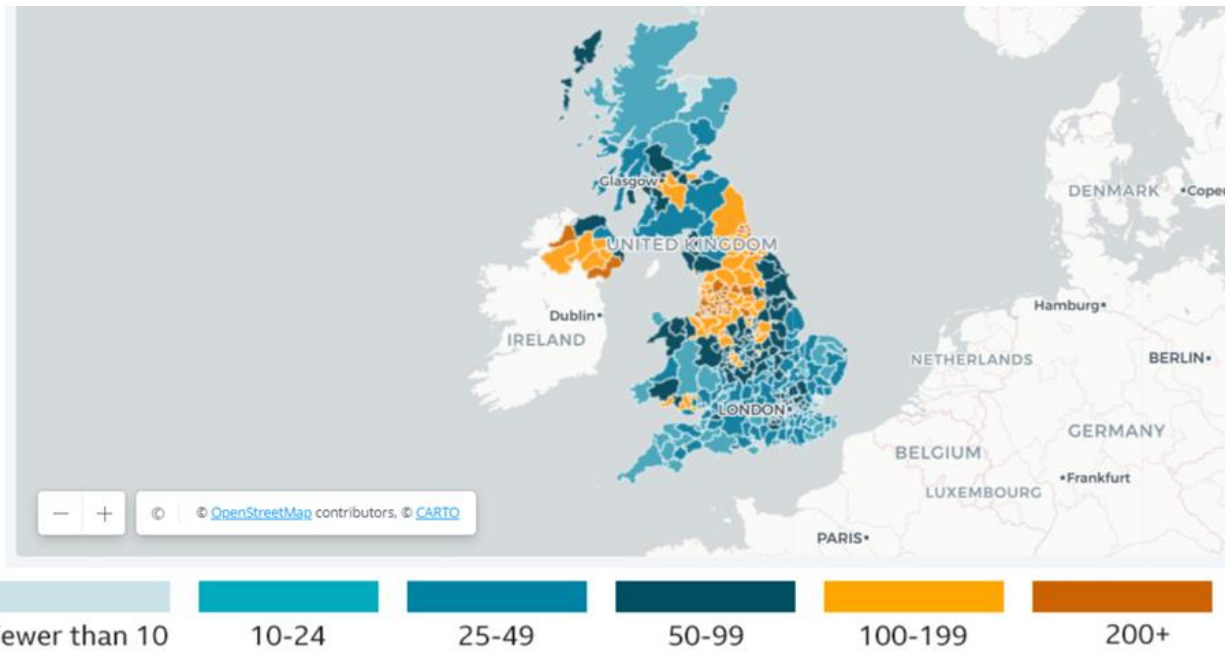 Glasgow•
DENMARK
•Cope
UNITED KINGDOM
Dublin•
IRELAND
Hamburg•
NETHERLANDS
BERLIN•
LONDON•
GERMANY
BELGIUM
•Frankfurt
LUXEMBOURG
PARIS•
− + © © OpenStreetMap contributors, © CARTO
ewer than 10 10-24 25-49 50-99 100-199 200+